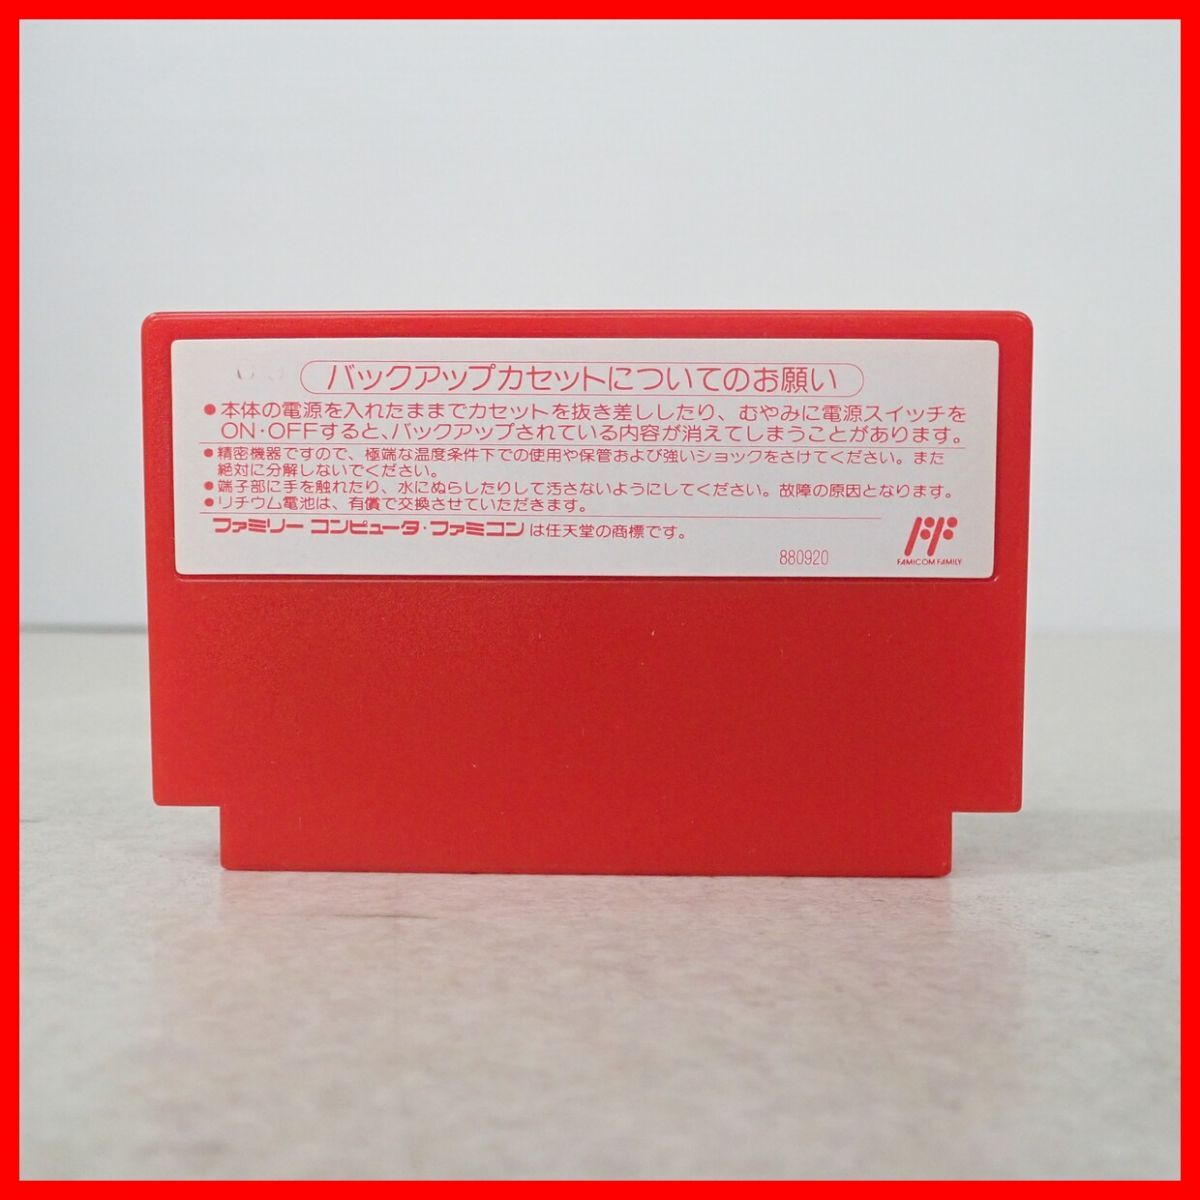 バックアップカセットについてのお願い
●本体の電源を入れたままでカセットを抜き差ししたり、むやみに電源スイッチを
ON・OFFすると、バックアップされている内容が消えてしまうことがあります。
●精密機器ですので、極端な温度条件下での使用や保管および強いショックをさけてください。また
絶対に分解しないでください。
●端子部に手を触れたり、水にぬらしたりして汚さないようにしてください。故障の原因となります。
●リチウム電池は、有償で交換させていただきます。
ファミリー コンピュータ・ファミコン は任天堂の商標です。
880920
FAMICOM FAMILY